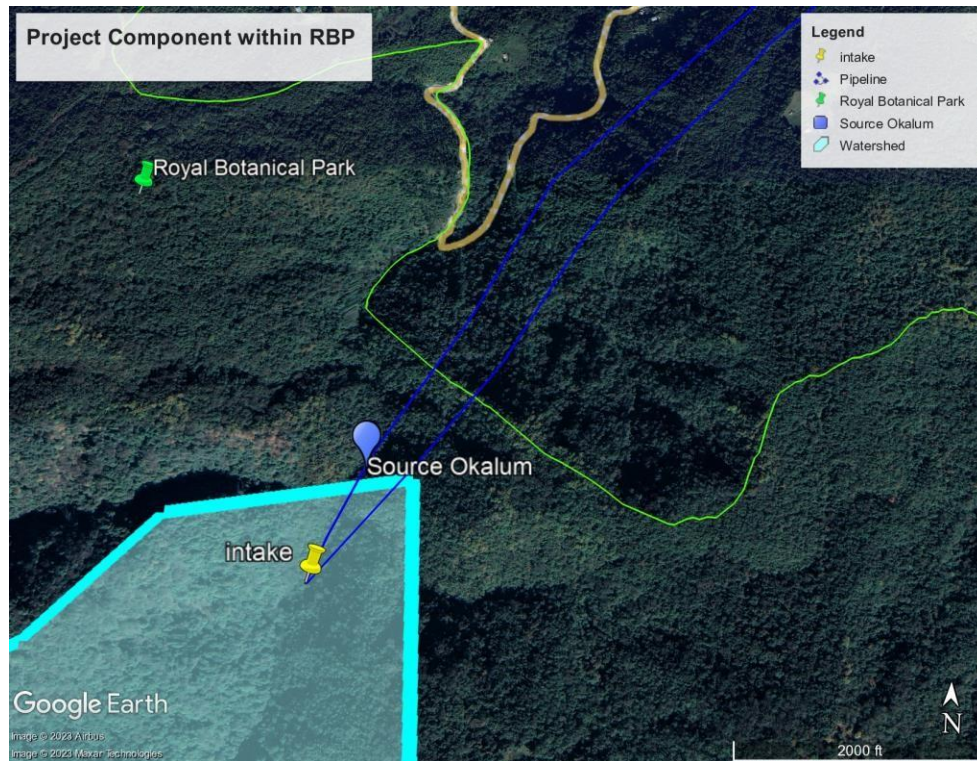 Project Component within RBP
Legend
intake
Pipeline
Royal Botanical Park
Source Okalum
Watershed
Royal Botanical Park
Source Okalum
intake
Google Earth
Image © 2023 Airbus
Image © 2023 Maxar Technologies
N
2000 ft